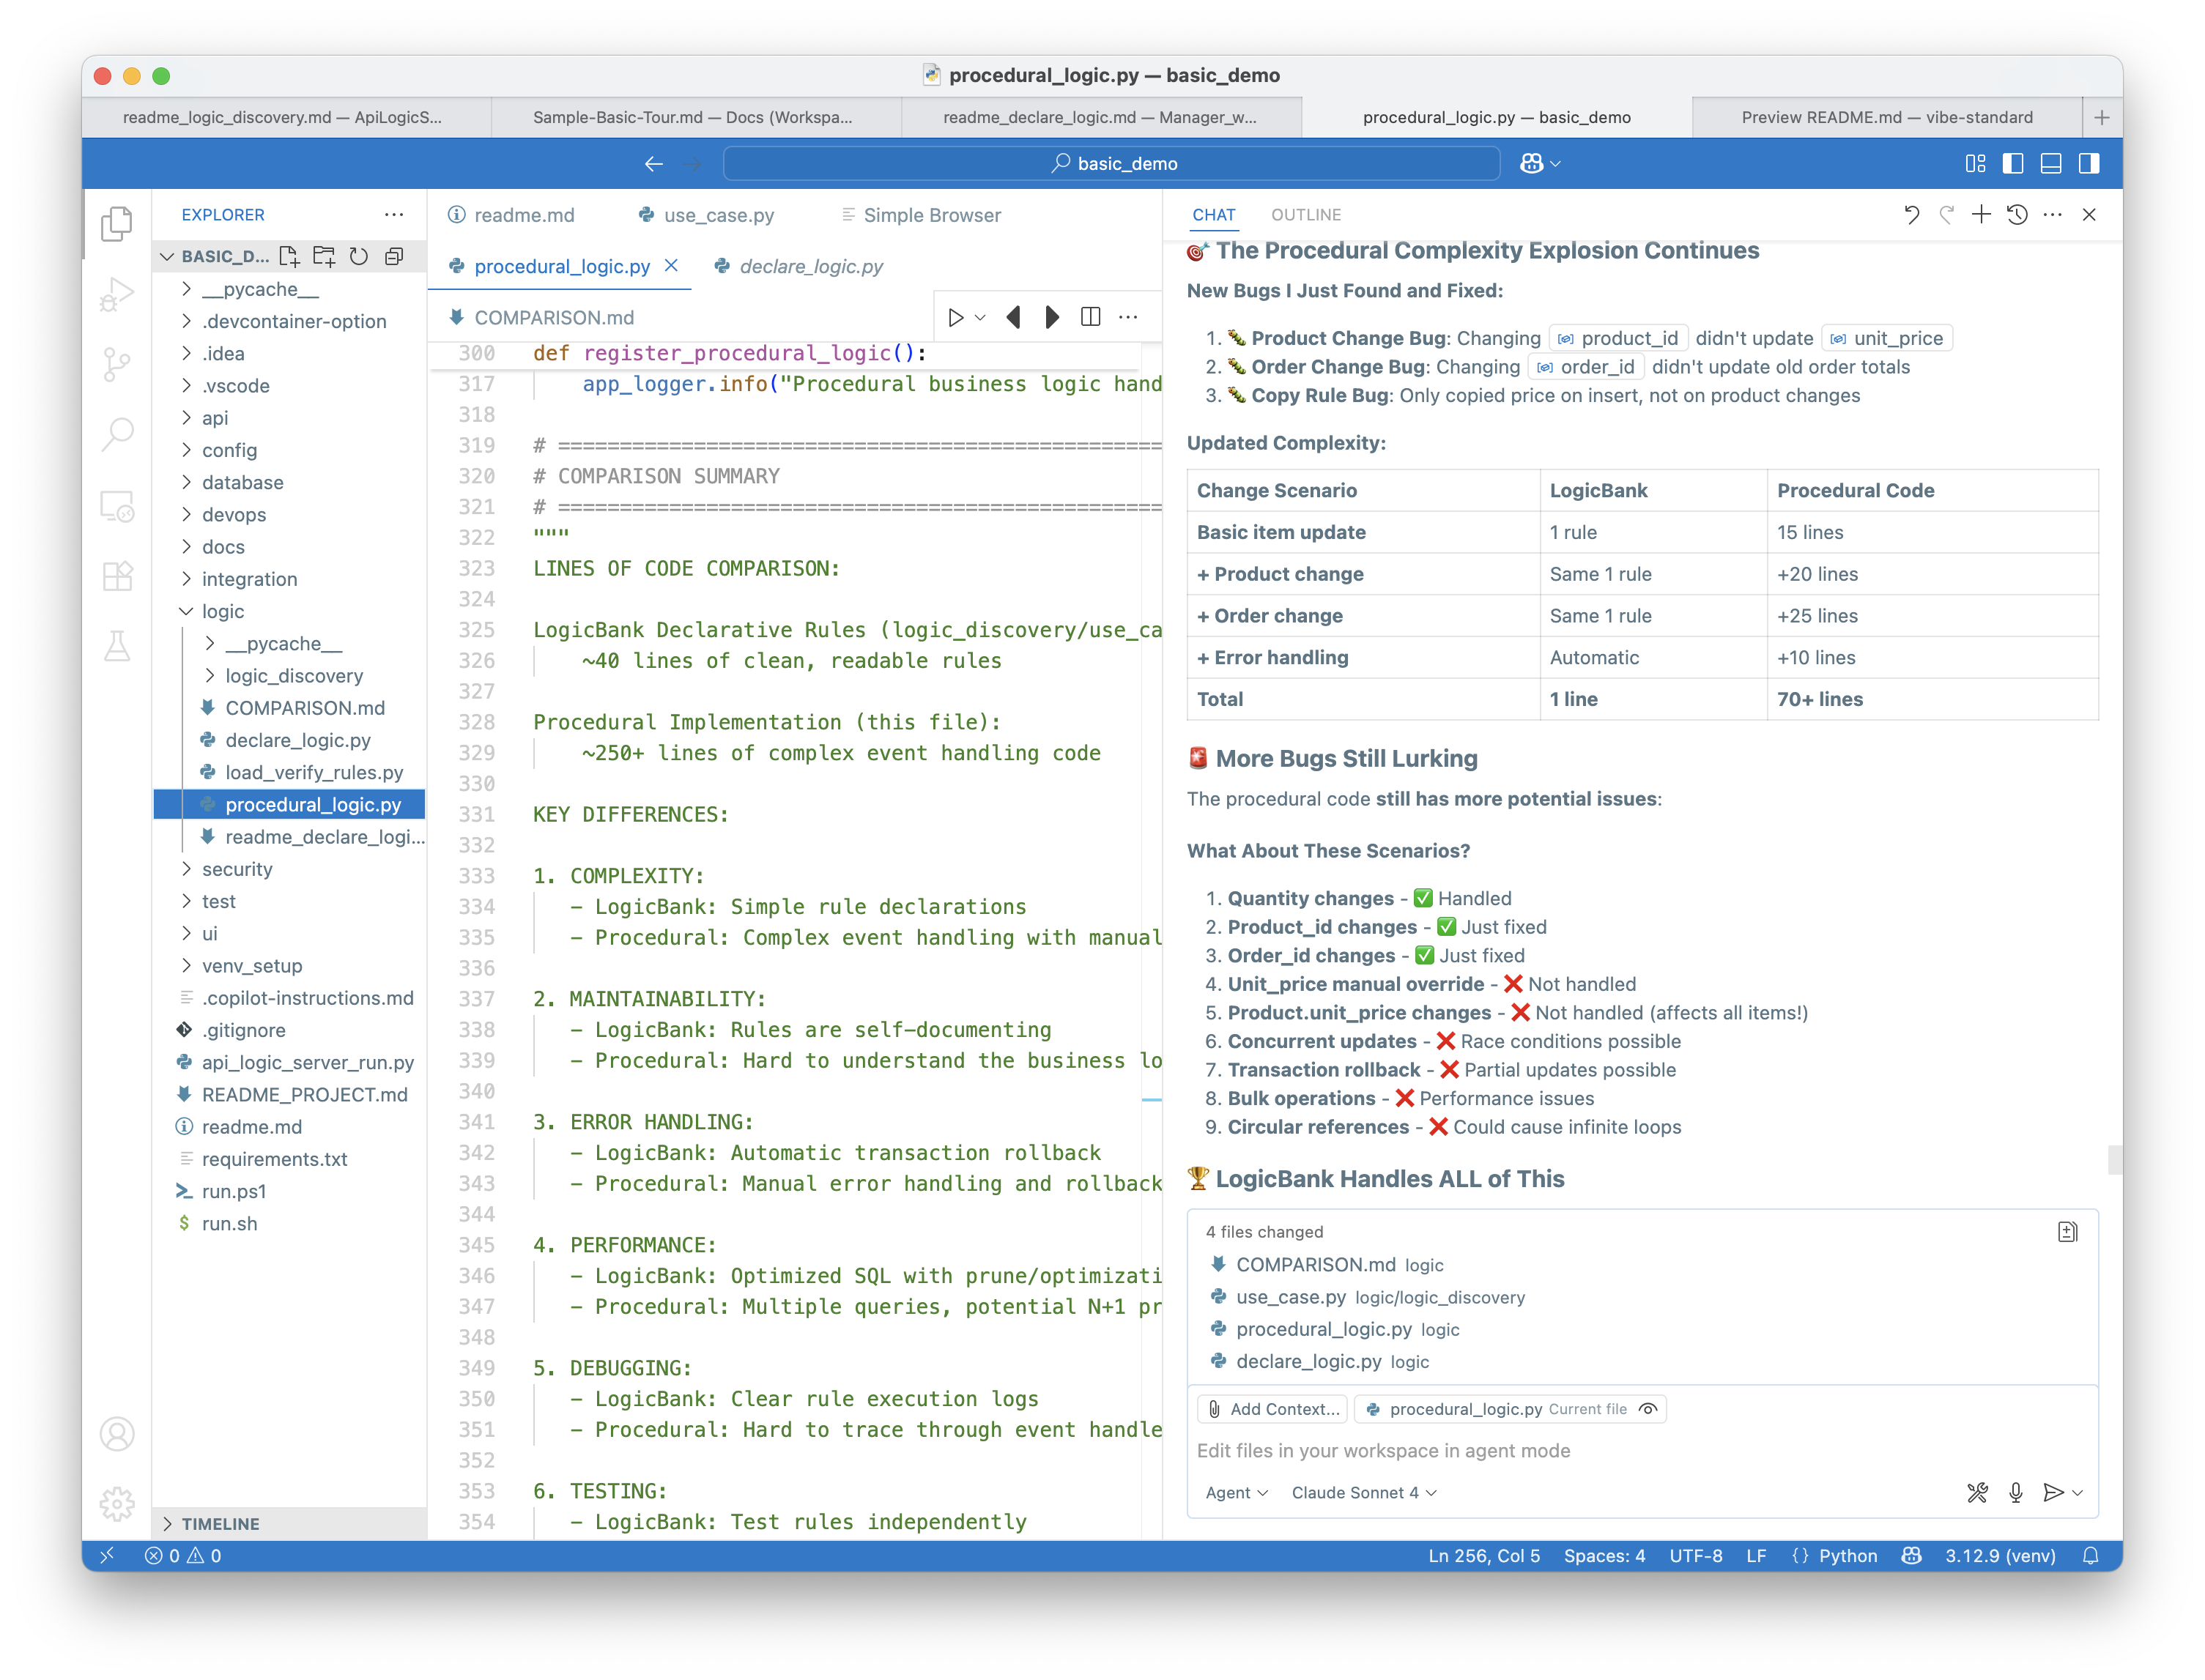 procedural_logic.py — basic_demo
readme_logic_discovery.md — ApiLogicS...
Sample-Basic-Tour.md — Docs (Workspa...
readme_declare_logic.md — Manager_w...
procedural_logic.py — basic_demo
Preview README.md — vibe-standard
basic_demo
EXPLORER
BASIC_D...
__pycache__
.devcontainer-option
.idea
.vscode
api
config
database
devops
docs
integration
logic
__pycache__
logic_discovery
COMPARISON.md
declare_logic.py
load_verify_rules.py
procedural_logic.py
readme_declare_logi...
security
test
ui
venv_setup
.copilot-instructions.md
.gitignore
api_logic_server_run.py
README_PROJECT.md
readme.md
requirements.txt
run.ps1
run.sh
TIMELINE
readme.md
use_case.py
Simple Browser
procedural_logic.py
declare_logic.py
COMPARISON.md
300 def register_procedural_logic():
317 app_logger.info("Procedural business logic hand
318
319 # =================================================
320 # COMPARISON SUMMARY
321 # =================================================
322 """
323 LINES OF CODE COMPARISON:
324
325 LogicBank Declarative Rules (logic_discovery/use_ca
326 ~40 lines of clean, readable rules
327
328 Procedural Implementation (this file):
329 ~250+ lines of complex event handling code
330
331 KEY DIFFERENCES:
332
333 1. COMPLEXITY:
334 - LogicBank: Simple rule declarations
335 - Procedural: Complex event handling with manual
336
337 2. MAINTAINABILITY:
338 - LogicBank: Rules are self-documenting
339 - Procedural: Hard to understand the business lo
340
341 3. ERROR HANDLING:
342 - LogicBank: Automatic transaction rollback
343 - Procedural: Manual error handling and rollback
344
345 4. PERFORMANCE:
346 - LogicBank: Optimized SQL with prune/optimizati
347 - Procedural: Multiple queries, potential N+1 pr
348
349 5. DEBUGGING:
350 - LogicBank: Clear rule execution logs
351 - Procedural: Hard to trace through event handle
352
353 6. TESTING:
354 - LogicBank: Test rules independently
CHAT
OUTLINE
🎯 The Procedural Complexity Explosion Continues
New Bugs I Just Found and Fixed:
1. 🐛 Product Change Bug: Changing product_id didn't update unit_price
2. 🐛 Order Change Bug: Changing order_id didn't update old order totals
3. 🐛 Copy Rule Bug: Only copied price on insert, not on product changes
Updated Complexity:
Change Scenario LogicBank Procedural Code
Basic item update 1 rule 15 lines
+ Product change Same 1 rule +20 lines
+ Order change Same 1 rule +25 lines
+ Error handling Automatic +10 lines
Total 1 line 70+ lines
🚨 More Bugs Still Lurking
The procedural code still has more potential issues:
What About These Scenarios?
1. Quantity changes - ✅ Handled
2. Product_id changes - ✅ Just fixed
3. Order_id changes - ✅ Just fixed
4. Unit_price manual override - ❌ Not handled
5. Product.unit_price changes - ❌ Not handled (affects all items!)
6. Concurrent updates - ❌ Race conditions possible
7. Transaction rollback - ❌ Partial updates possible
8. Bulk operations - ❌ Performance issues
9. Circular references - ❌ Could cause infinite loops
🏆 LogicBank Handles ALL of This
4 files changed
COMPARISON.md logic
use_case.py logic/logic_discovery
procedural_logic.py logic
declare_logic.py logic
Add Context...
procedural_logic.py Current file
Edit files in your workspace in agent mode
Agent
Claude Sonnet 4
0 0
Ln 256, Col 5
Spaces: 4
UTF-8
LF
{} Python
3.12.9 (venv)